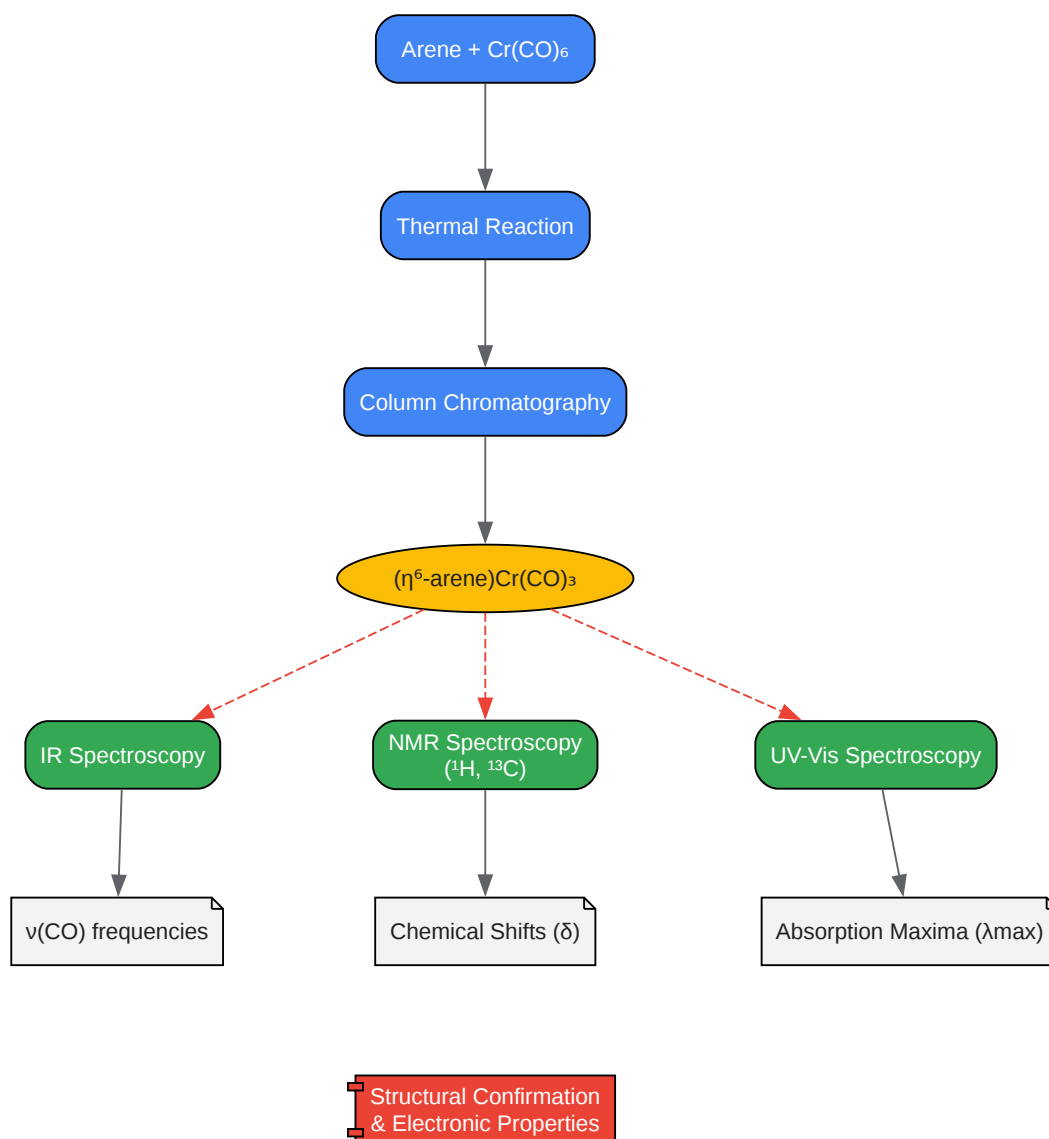 Arene + Cr(CO)₆
Thermal Reaction
Column Chromatography
(η⁶-arene)Cr(CO)₃
IR Spectroscopy
NMR Spectroscopy
(¹H, ¹³C)
UV-Vis Spectroscopy
ν(CO) frequencies
Chemical Shifts (δ)
Absorption Maxima (λmax)
Structural Confirmation
& Electronic Properties